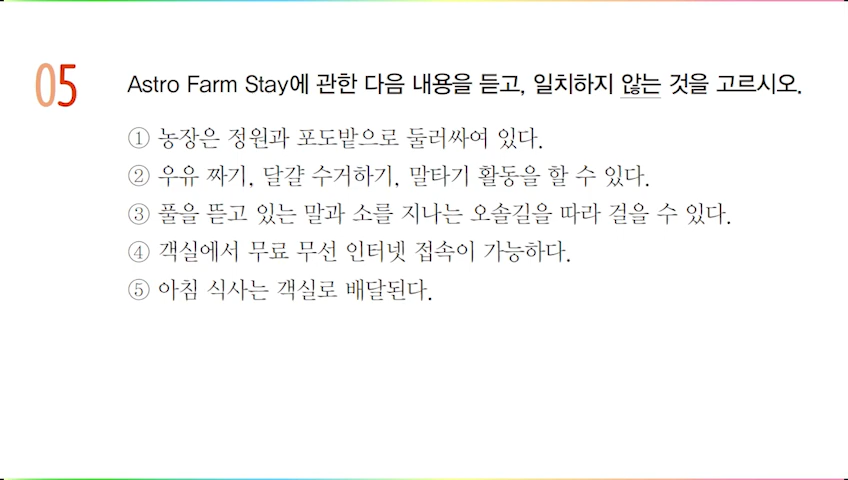 05
Astro Farm Stay에 관한 다음 내용을 듣고, 일치하지 않는 것을 고르시오.
① 농장은 정원과 포도밭으로 둘러싸여 있다.
② 우유 짜기, 달걀 수거하기, 말타기 활동을 할 수 있다.
③ 풀을 뜯고 있는 말과 소를 지나는 오솔길을 따라 걸을 수 있다.
④ 객실에서 무료 무선 인터넷 접속이 가능하다.
⑤ 아침 식사는 객실로 배달된다.